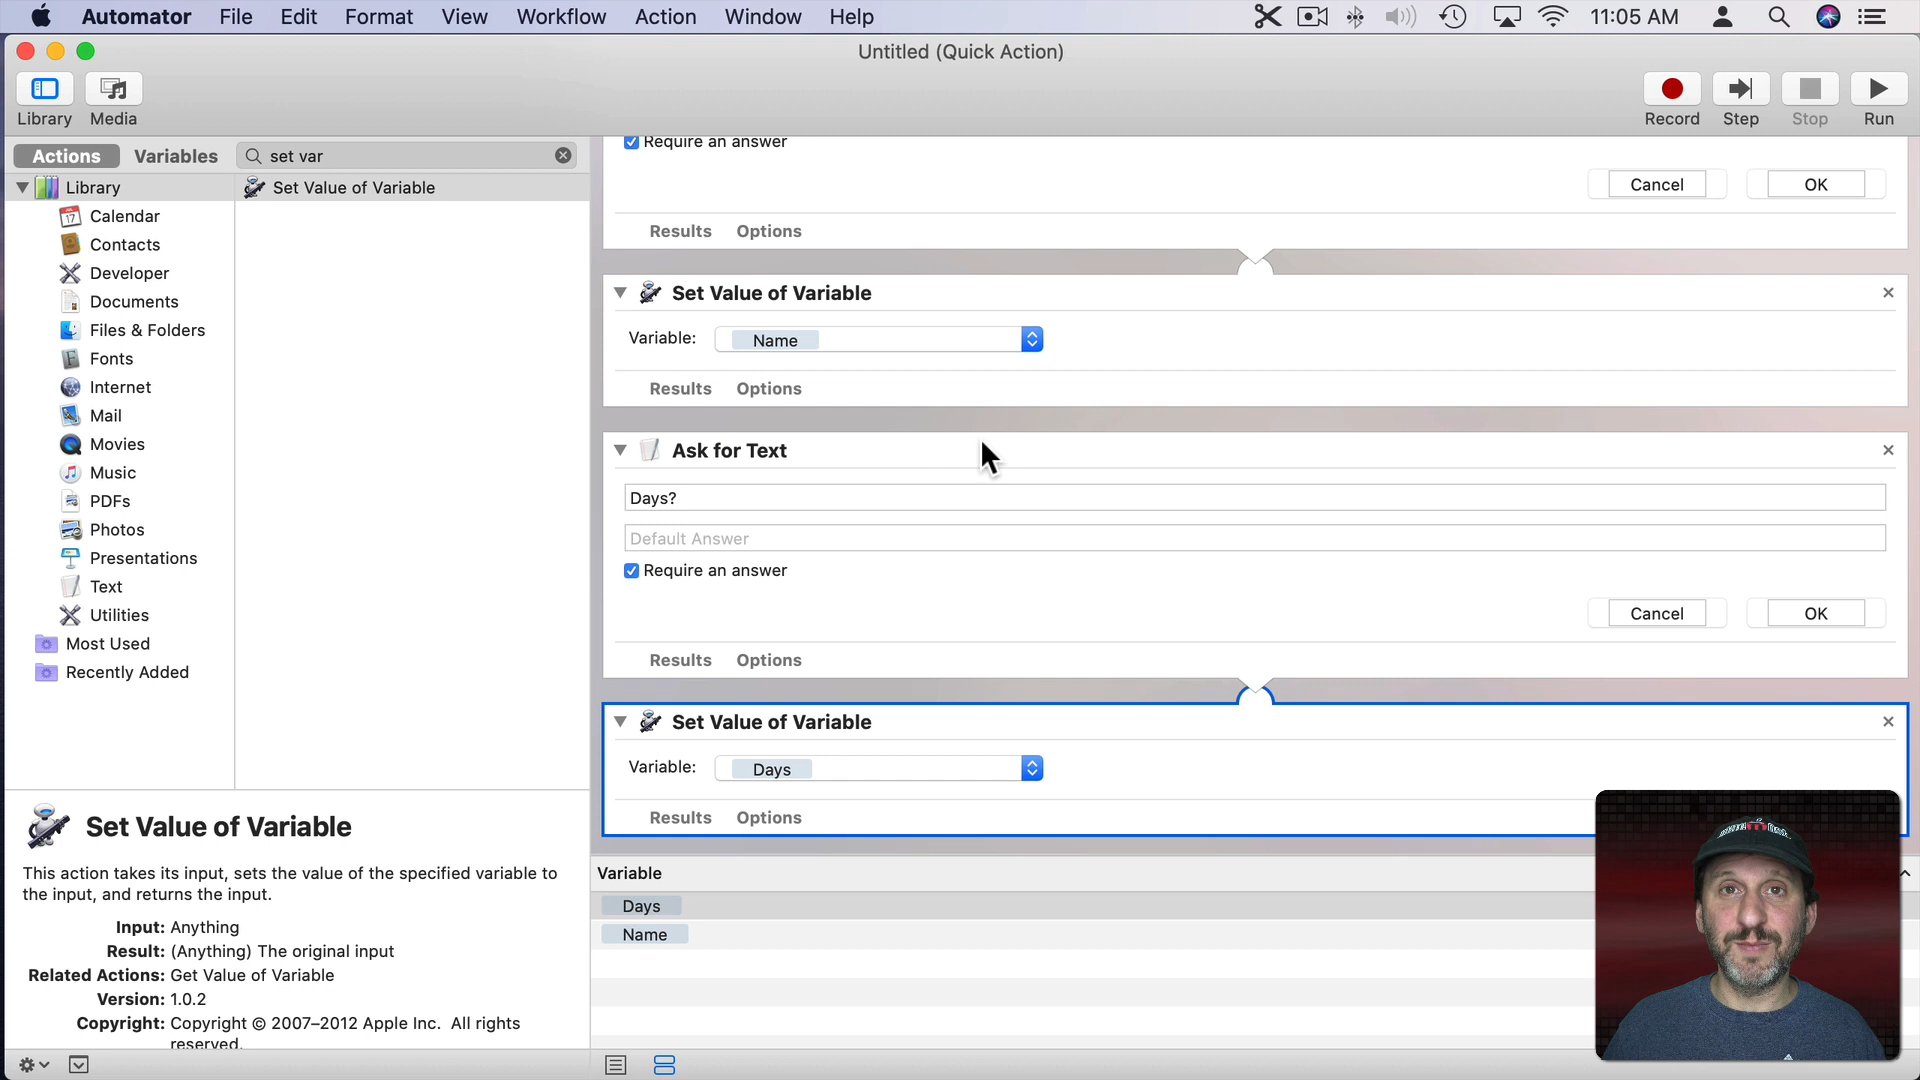 Automator File Edit Format View Workflow Action Window Help 11:05 AM
Untitled (Quick Action)
Library Media Record Step Stop Run
Actions Variables set var
Library
Calendar
Contacts
Developer
Documents
Files & Folders
Fonts
Internet
Mail
Movies
Music
PDFs
Photos
Presentations
Text
Utilities
Most Used
Recently Added
Set Value of Variable
Require an answer
Cancel OK
Results Options
Set Value of Variable
Variable: Name
Results Options
Ask for Text
Days?
Default Answer
Require an answer
Cancel OK
Results Options
Set Value of Variable
Variable: Days
Results Options
Variable
Days
Name
Set Value of Variable
This action takes its input, sets the value of the specified variable to
the input, and returns the input.
Input: Anything
Result: (Anything) The original input
Related Actions: Get Value of Variable
Version: 1.0.2
Copyright: Copyright © 2007–2012 Apple Inc. All rights
reserved.